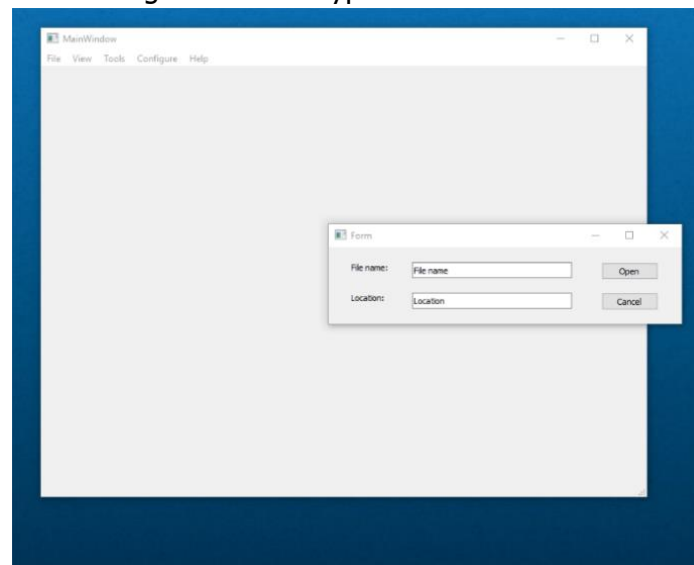 MainWindow
File View Tools Configure Help
Form
File name: File name Open
Location: Location Cancel